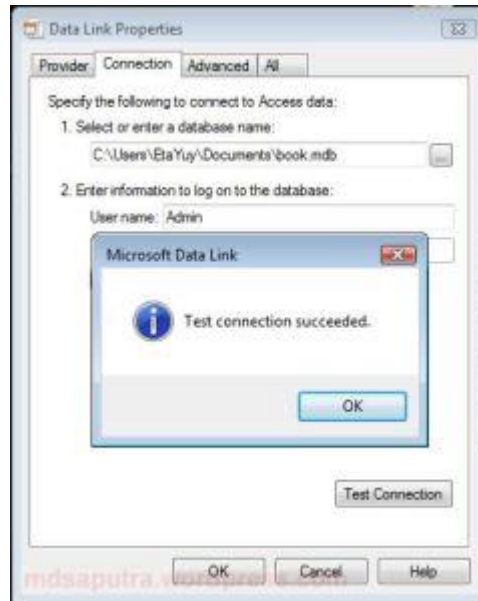 Data Link Properties
Provider Connection Advanced All
Specify the following to connect to Access data:
1. Select or enter a database name:
C:\Users\EtaYuy\Documents\book.mdb ...
2. Enter information to log on to the database:
User name: Admin
Microsoft Data Link
Test connection succeeded.
OK
Test Connection
OK Cancel Help
mdsaputra.wordpress.com